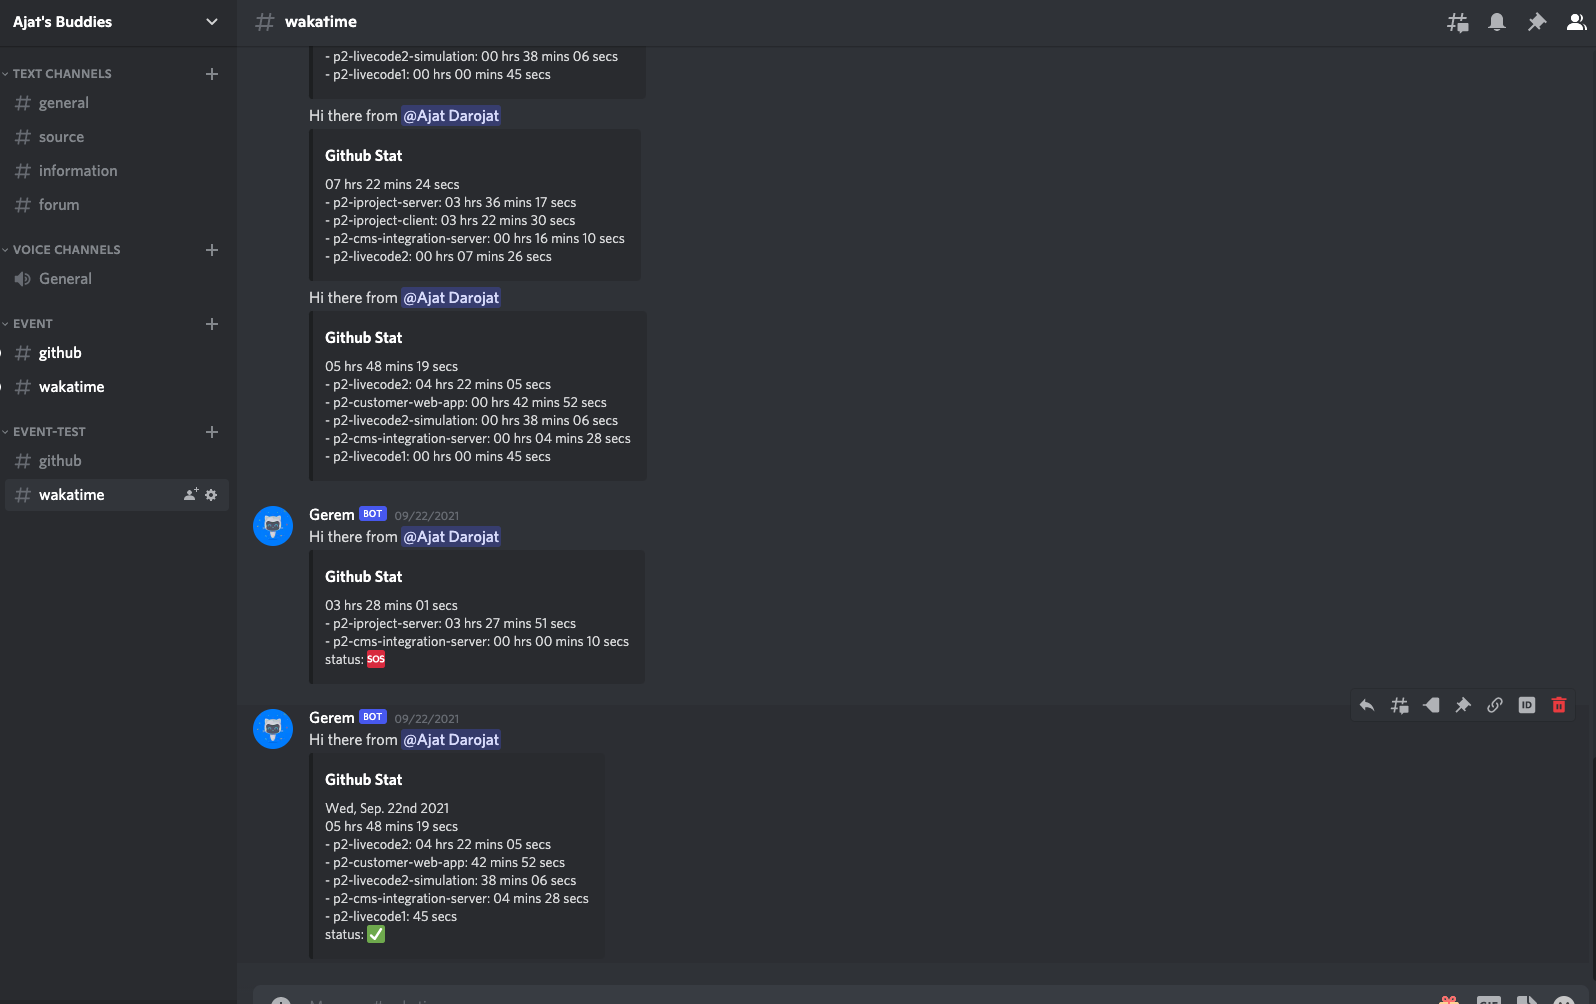 Ajat's Buddies
TEXT CHANNELS
general
source
information
forum
VOICE CHANNELS
General
EVENT
github
wakatime
EVENT-TEST
github
wakatime
wakatime
- p2-livecode2-simulation: 00 hrs 38 mins 06 secs
- p2-livecode1: 00 hrs 00 mins 45 secs
Hi there from @Ajat Darojat
Github Stat
07 hrs 22 mins 24 secs
- p2-iproject-server: 03 hrs 36 mins 17 secs
- p2-iproject-client: 03 hrs 22 mins 30 secs
- p2-cms-integration-server: 00 hrs 16 mins 10 secs
- p2-livecode2: 00 hrs 07 mins 26 secs
Hi there from @Ajat Darojat
Github Stat
05 hrs 48 mins 19 secs
- p2-livecode2: 04 hrs 22 mins 05 secs
- p2-customer-web-app: 00 hrs 42 mins 52 secs
- p2-livecode2-simulation: 00 hrs 38 mins 06 secs
- p2-cms-integration-server: 00 hrs 04 mins 28 secs
- p2-livecode1: 00 hrs 00 mins 45 secs
Gerem BOT 09/22/2021
Hi there from @Ajat Darojat
Github Stat
03 hrs 28 mins 01 secs
- p2-iproject-server: 03 hrs 27 mins 51 secs
- p2-cms-integration-server: 00 hrs 00 mins 10 secs
status: SOS
ID
Gerem BOT 09/22/2021
Hi there from @Ajat Darojat
Github Stat
Wed, Sep. 22nd 2021
05 hrs 48 mins 19 secs
- p2-livecode2: 04 hrs 22 mins 05 secs
- p2-customer-web-app: 42 mins 52 secs
- p2-livecode2-simulation: 38 mins 06 secs
- p2-cms-integration-server: 04 mins 28 secs
- p2-livecode1: 45 secs
status: ✅